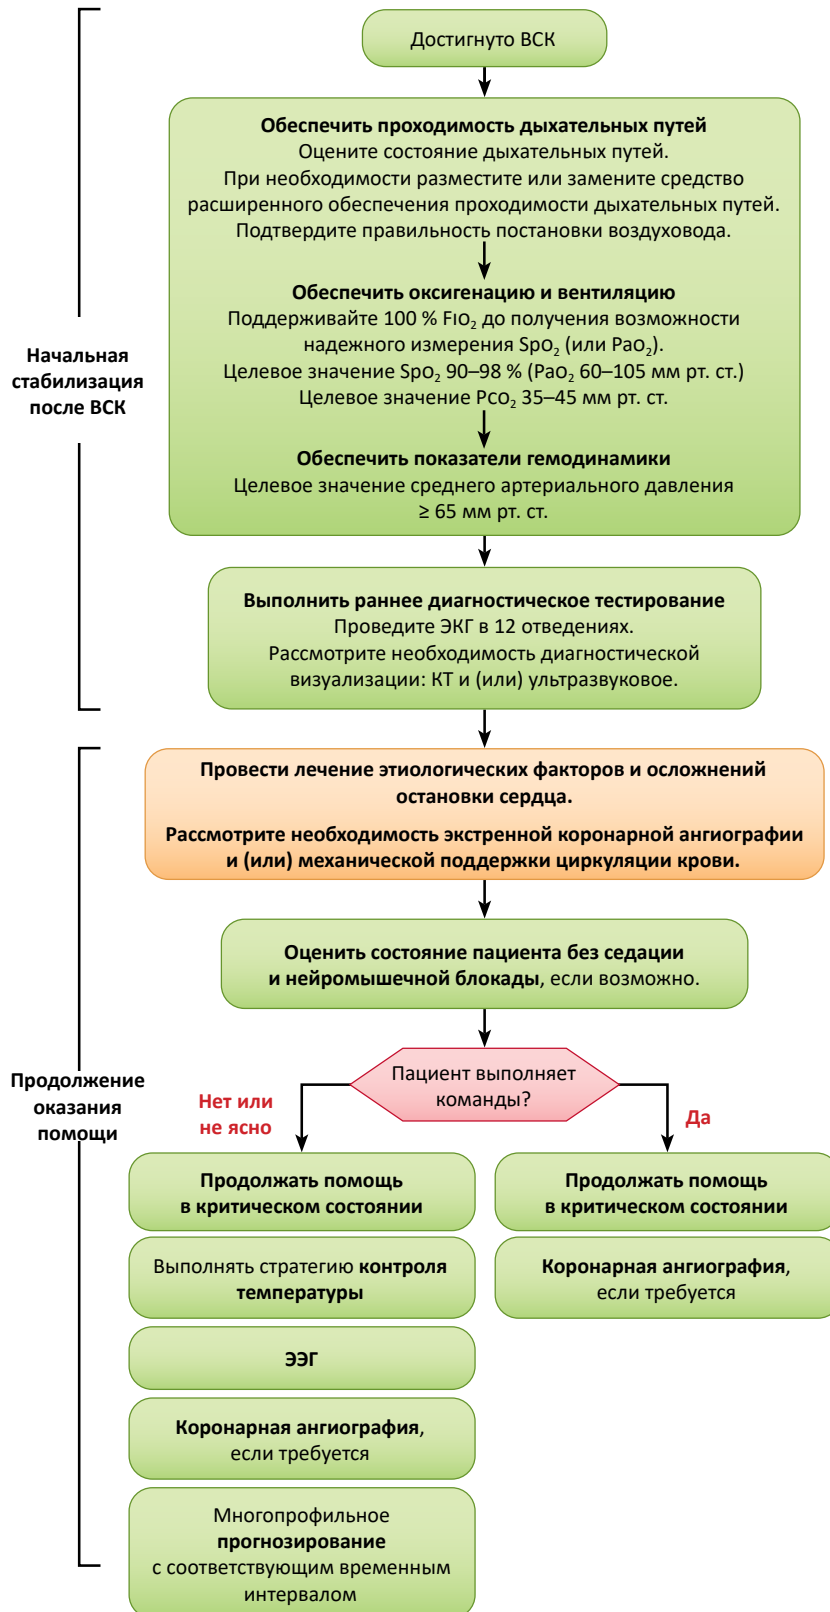 Достигнуто ВСК
Обеспечить проходимость дыхательных путей
Оцените состояние дыхательных путей.
При необходимости разместите или замените средство
расширенного обеспечения проходимости дыхательных путей.
Подтвердите правильность постановки воздуховода.
Обеспечить оксигенацию и вентиляцию
Поддерживайте 100 % FIO₂ до получения возможности
надежного измерения SpO₂ (или PaO₂).
Целевое значение SpO₂ 90–98 % (PaO₂ 60–105 мм рт. ст.)
Целевое значение PCO₂ 35–45 мм рт. ст.
Обеспечить показатели гемодинамики
Целевое значение среднего артериального давления
≥ 65 мм рт. ст.
Начальная
стабилизация
после ВСК
Выполнить раннее диагностическое тестирование
Проведите ЭКГ в 12 отведениях.
Рассмотрите необходимость диагностической
визуализации: КТ и (или) ультразвуковое.
Провести лечение этиологических факторов и осложнений
остановки сердца.
Рассмотрите необходимость экстренной коронарной ангиографии
и (или) механической поддержки циркуляции крови.
Оценить состояние пациента без седации
и нейромышечной блокады, если возможно.
Пациент выполняет
команды?
Продолжение
оказания
помощи
Нет или
не ясно
Да
Продолжать помощь
в критическом состоянии
Выполнять стратегию контроля
температуры
ЭЭГ
Коронарная ангиография,
если требуется
Многопрофильное
прогнозирование
с соответствующим временным
интервалом
Продолжать помощь
в критическом состоянии
Коронарная ангиография,
если требуется